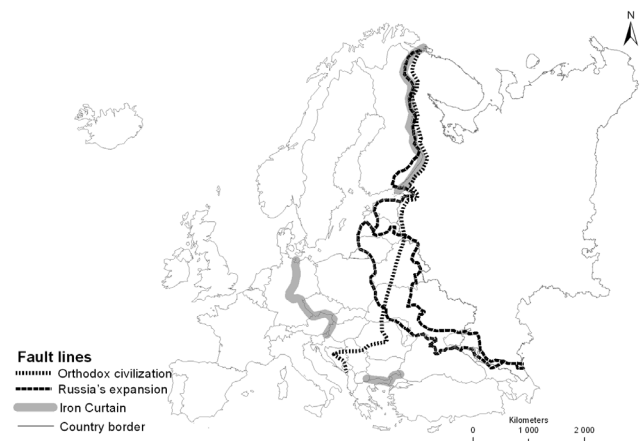 N
Fault lines
Orthodox civilization
Russia's expansion
Iron Curtain
Country border
Kilometers
0 1 000 2 000